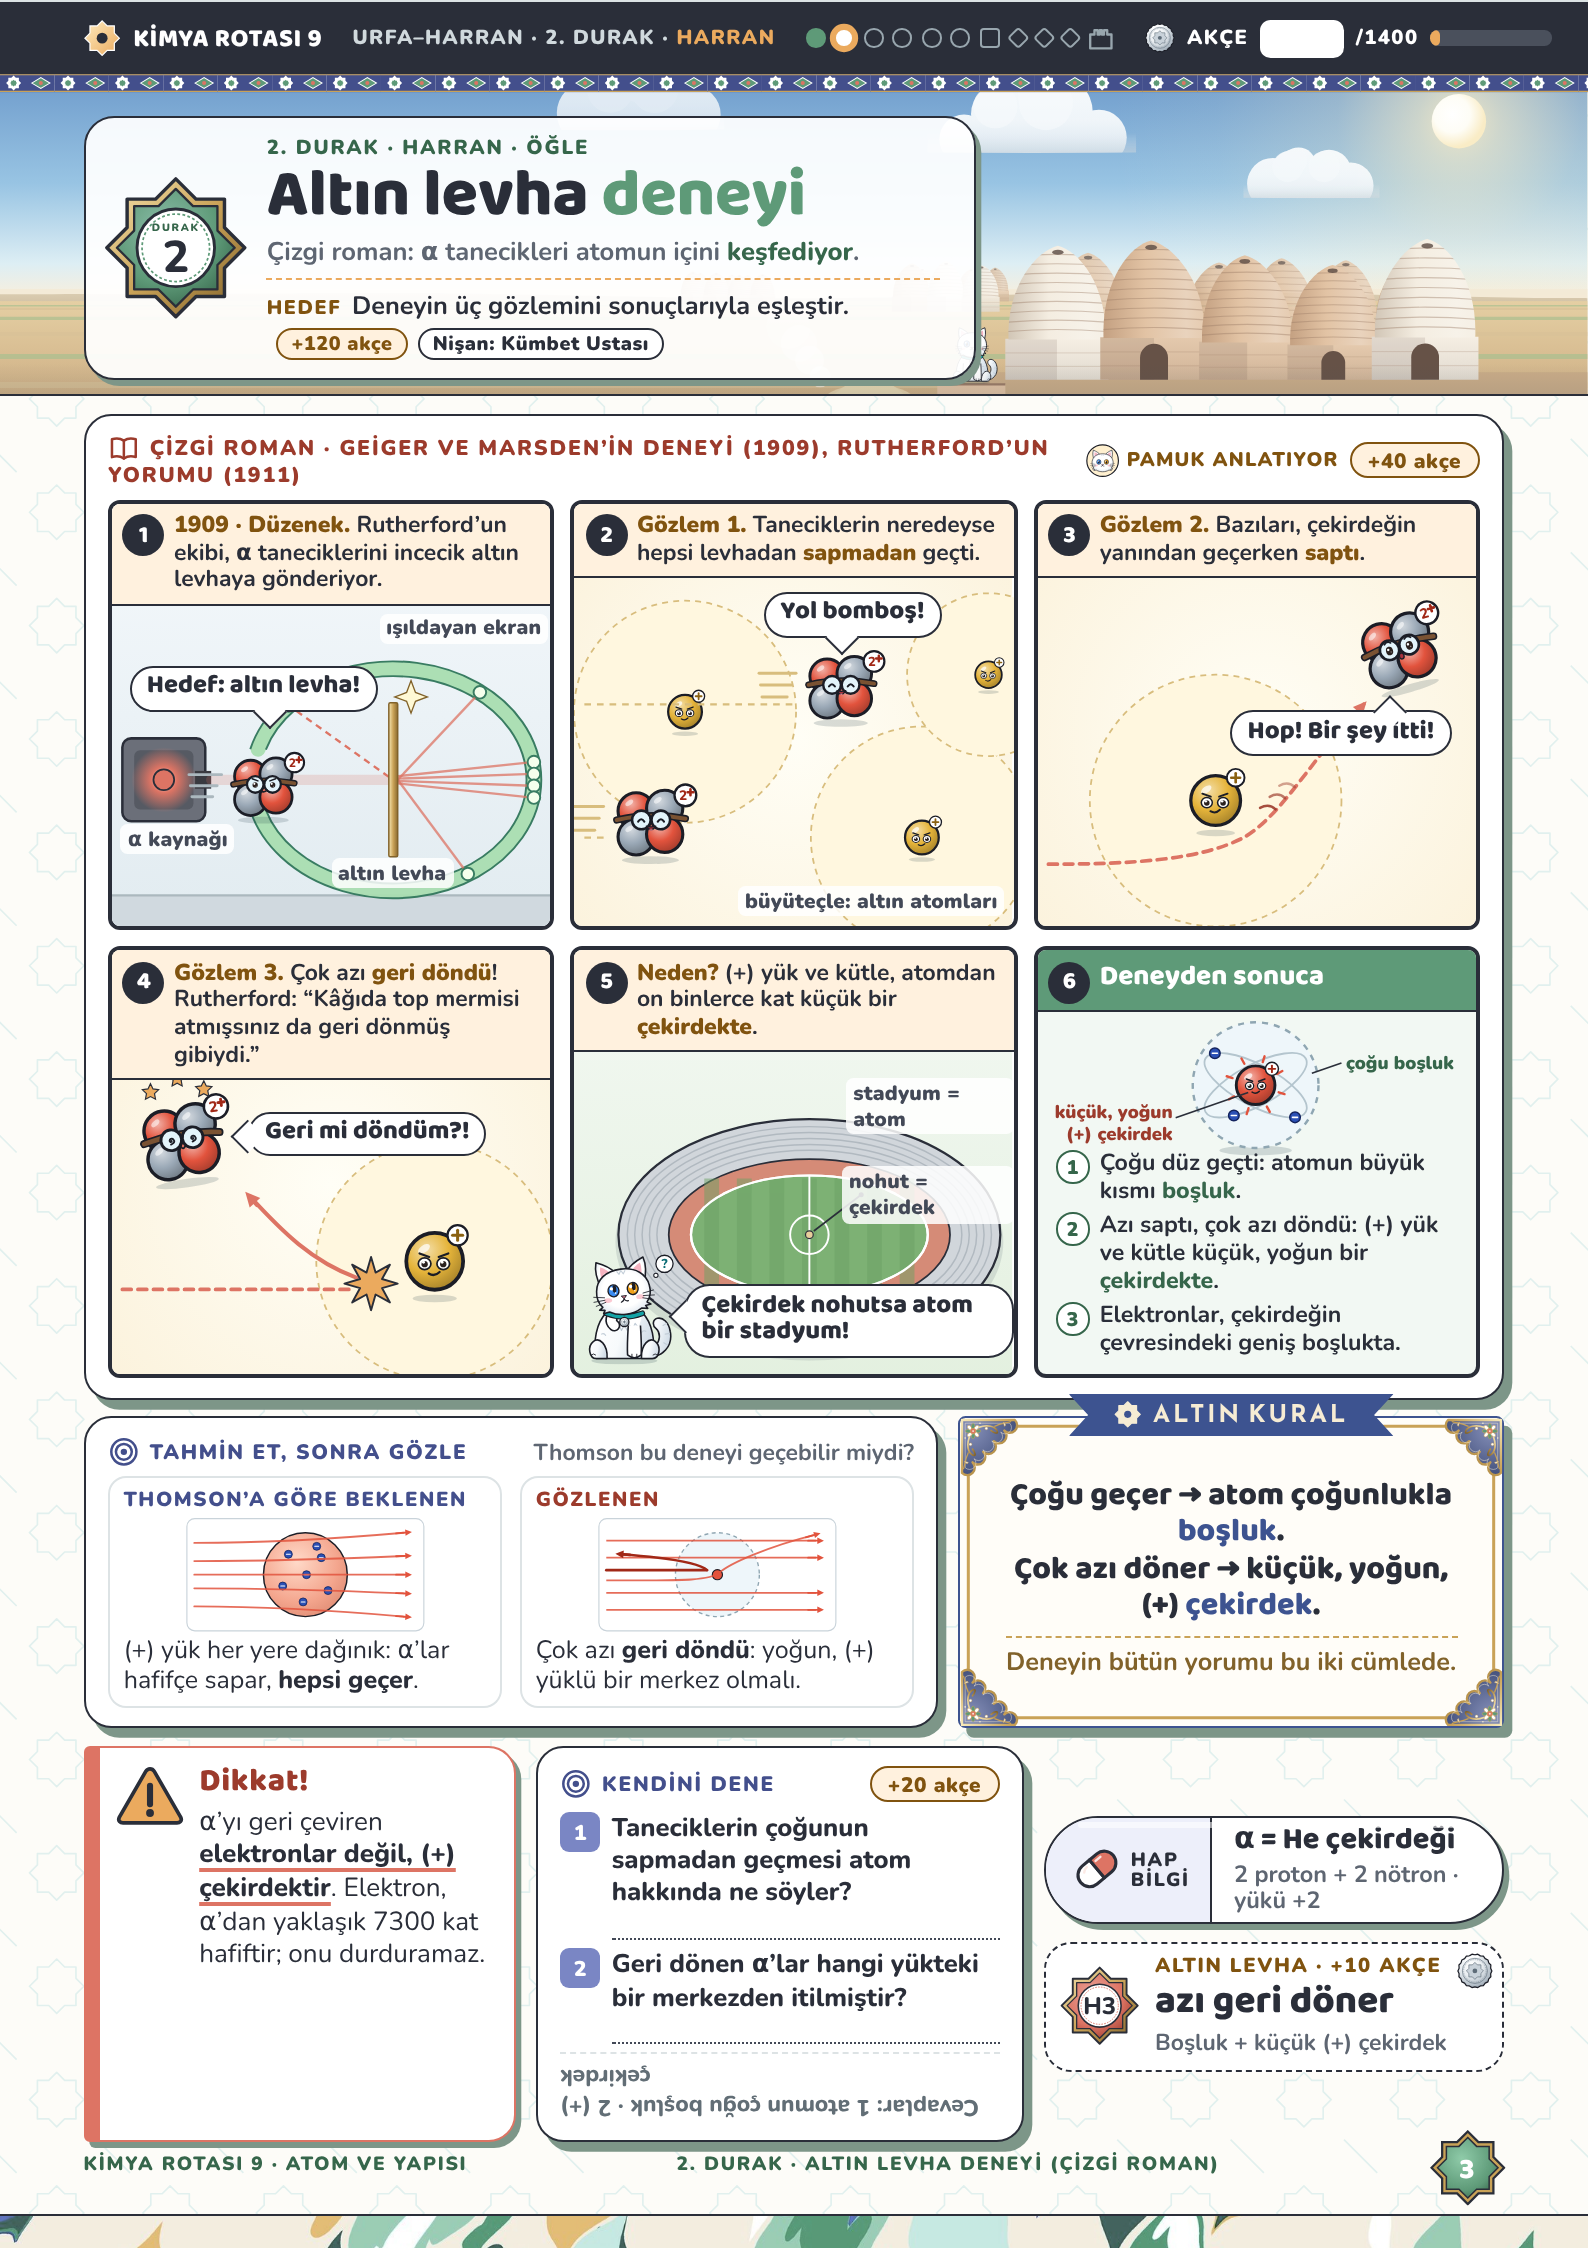 KİMYA ROTASI 9
URFA–HARRAN · 2. DURAK · HARRAN
AKÇE /1400
2. DURAK · HARRAN · ÖĞLE
Altın levha deneyi
DURAK
2
Çizgi roman: α tanecikleri atomun içini keşfediyor.
HEDEF Deneyin üç gözlemini sonuçlarıyla eşleştir.
+120 akçe
Nişan: Kümbet Ustası
ÇİZGİ ROMAN · GEİGER VE MARSDEN’İN DENEYİ (1909), RUTHERFORD’UN
YORUMU (1911)
PAMUK ANLATIYOR
+40 akçe
1
1909 · Düzenek. Rutherford’un
ekibi, α taneciklerini incecik altın
levhaya gönderiyor.
ışıldayan ekran
Hedef: altın levha!
2+
α kaynağı
altın levha
2
Gözlem 1. Taneciklerin neredeyse
hepsi levhadan sapmadan geçti.
Yol bomboş!
2+
+
+
2+
+
büyüteçle: altın atomları
3
Gözlem 2. Bazıları, çekirdeğin
yanından geçerken saptı.
2+
Hop! Bir şey itti!
+
4
Gözlem 3. Çok azı geri döndü!
Rutherford: “Kâğıda top mermisi
atmışsınız da geri dönmüş
gibiydi.”
2+
Geri mi döndüm?!
+
5
Neden? (+) yük ve kütle, atomdan
on binlerce kat küçük bir
çekirdekte.
stadyum =
atom
nohut =
çekirdek
?
Çekirdek nohutsa atom
bir stadyum!
6
Deneyden sonuca
çoğu boşluk
+
küçük, yoğun
(+) çekirdek
1 Çoğu düz geçti: atomun büyük
kısmı boşluk.
2 Azı saptı, çok azı döndü: (+) yük
ve kütle küçük, yoğun bir
çekirdekte.
3 Elektronlar, çekirdeğin
çevresindeki geniş boşlukta.
TAHMİN ET, SONRA GÖZLE
Thomson bu deneyi geçebilir miydi?
THOMSON’A GÖRE BEKLENEN
(+) yük her yere dağınık: α’lar
hafifçe sapar, hepsi geçer.
GÖZLENEN
Çok azı geri döndü: yoğun, (+)
yüklü bir merkez olmalı.
ALTIN KURAL
Çoğu geçer → atom çoğunlukla
boşluk.
Çok azı döner → küçük, yoğun,
(+) çekirdek.
Deneyin bütün yorumu bu iki cümlede.
Dikkat!
α’yı geri çeviren
elektronlar değil, (+)
çekirdektir. Elektron,
α’dan yaklaşık 7300 kat
hafiftir; onu durduramaz.
KENDİNİ DENE
+20 akçe
1 Taneciklerin çoğunun
sapmadan geçmesi atom
hakkında ne söyler?
2 Geri dönen α’lar hangi yükteki
bir merkezden itilmiştir?
Cevaplar: 1 atomun çoğu boşluk · 2 (+)
çekirdek
HAP
BİLGİ
α = He çekirdeği
2 proton + 2 nötron ·
yükü +2
H3
ALTIN LEVHA · +10 AKÇE
azı geri döner
Boşluk + küçük (+) çekirdek
KİMYA ROTASI 9 · ATOM VE YAPISI
2. DURAK · ALTIN LEVHA DENEYİ (ÇİZGİ ROMAN)
3